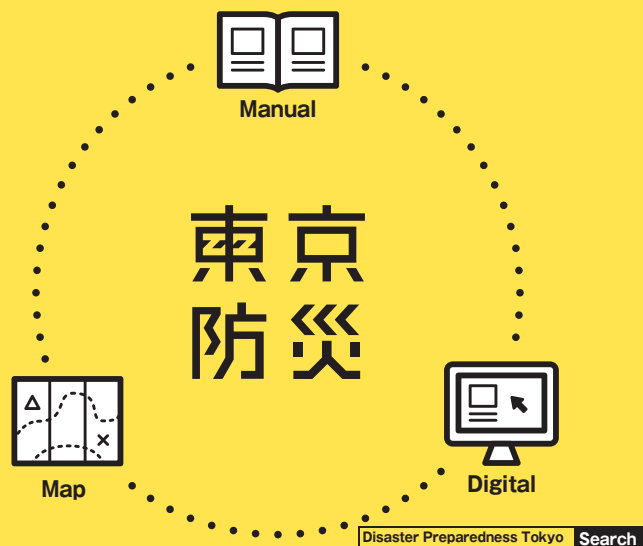 Manual
東京
防災
Map
Digital
Disaster Preparedness Tokyo Search